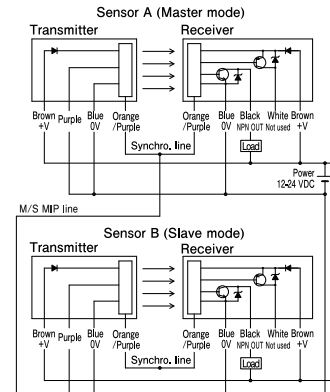 Sensor A (Master mode)
Transmitter Receiver
Brown +V Purple Blue 0V Orange /Purple Orange /Purple Blue 0V Black NPN OUT White Not used Brown +V
Synchro. line
Load
Power
12-24 VDC
M/S MIP line
Sensor B (Slave mode)
Transmitter Receiver
Brown +V Purple Blue 0V Orange /Purple Orange /Purple Blue 0V Black NPN OUT White Not used Brown +V
Synchro. line
Load